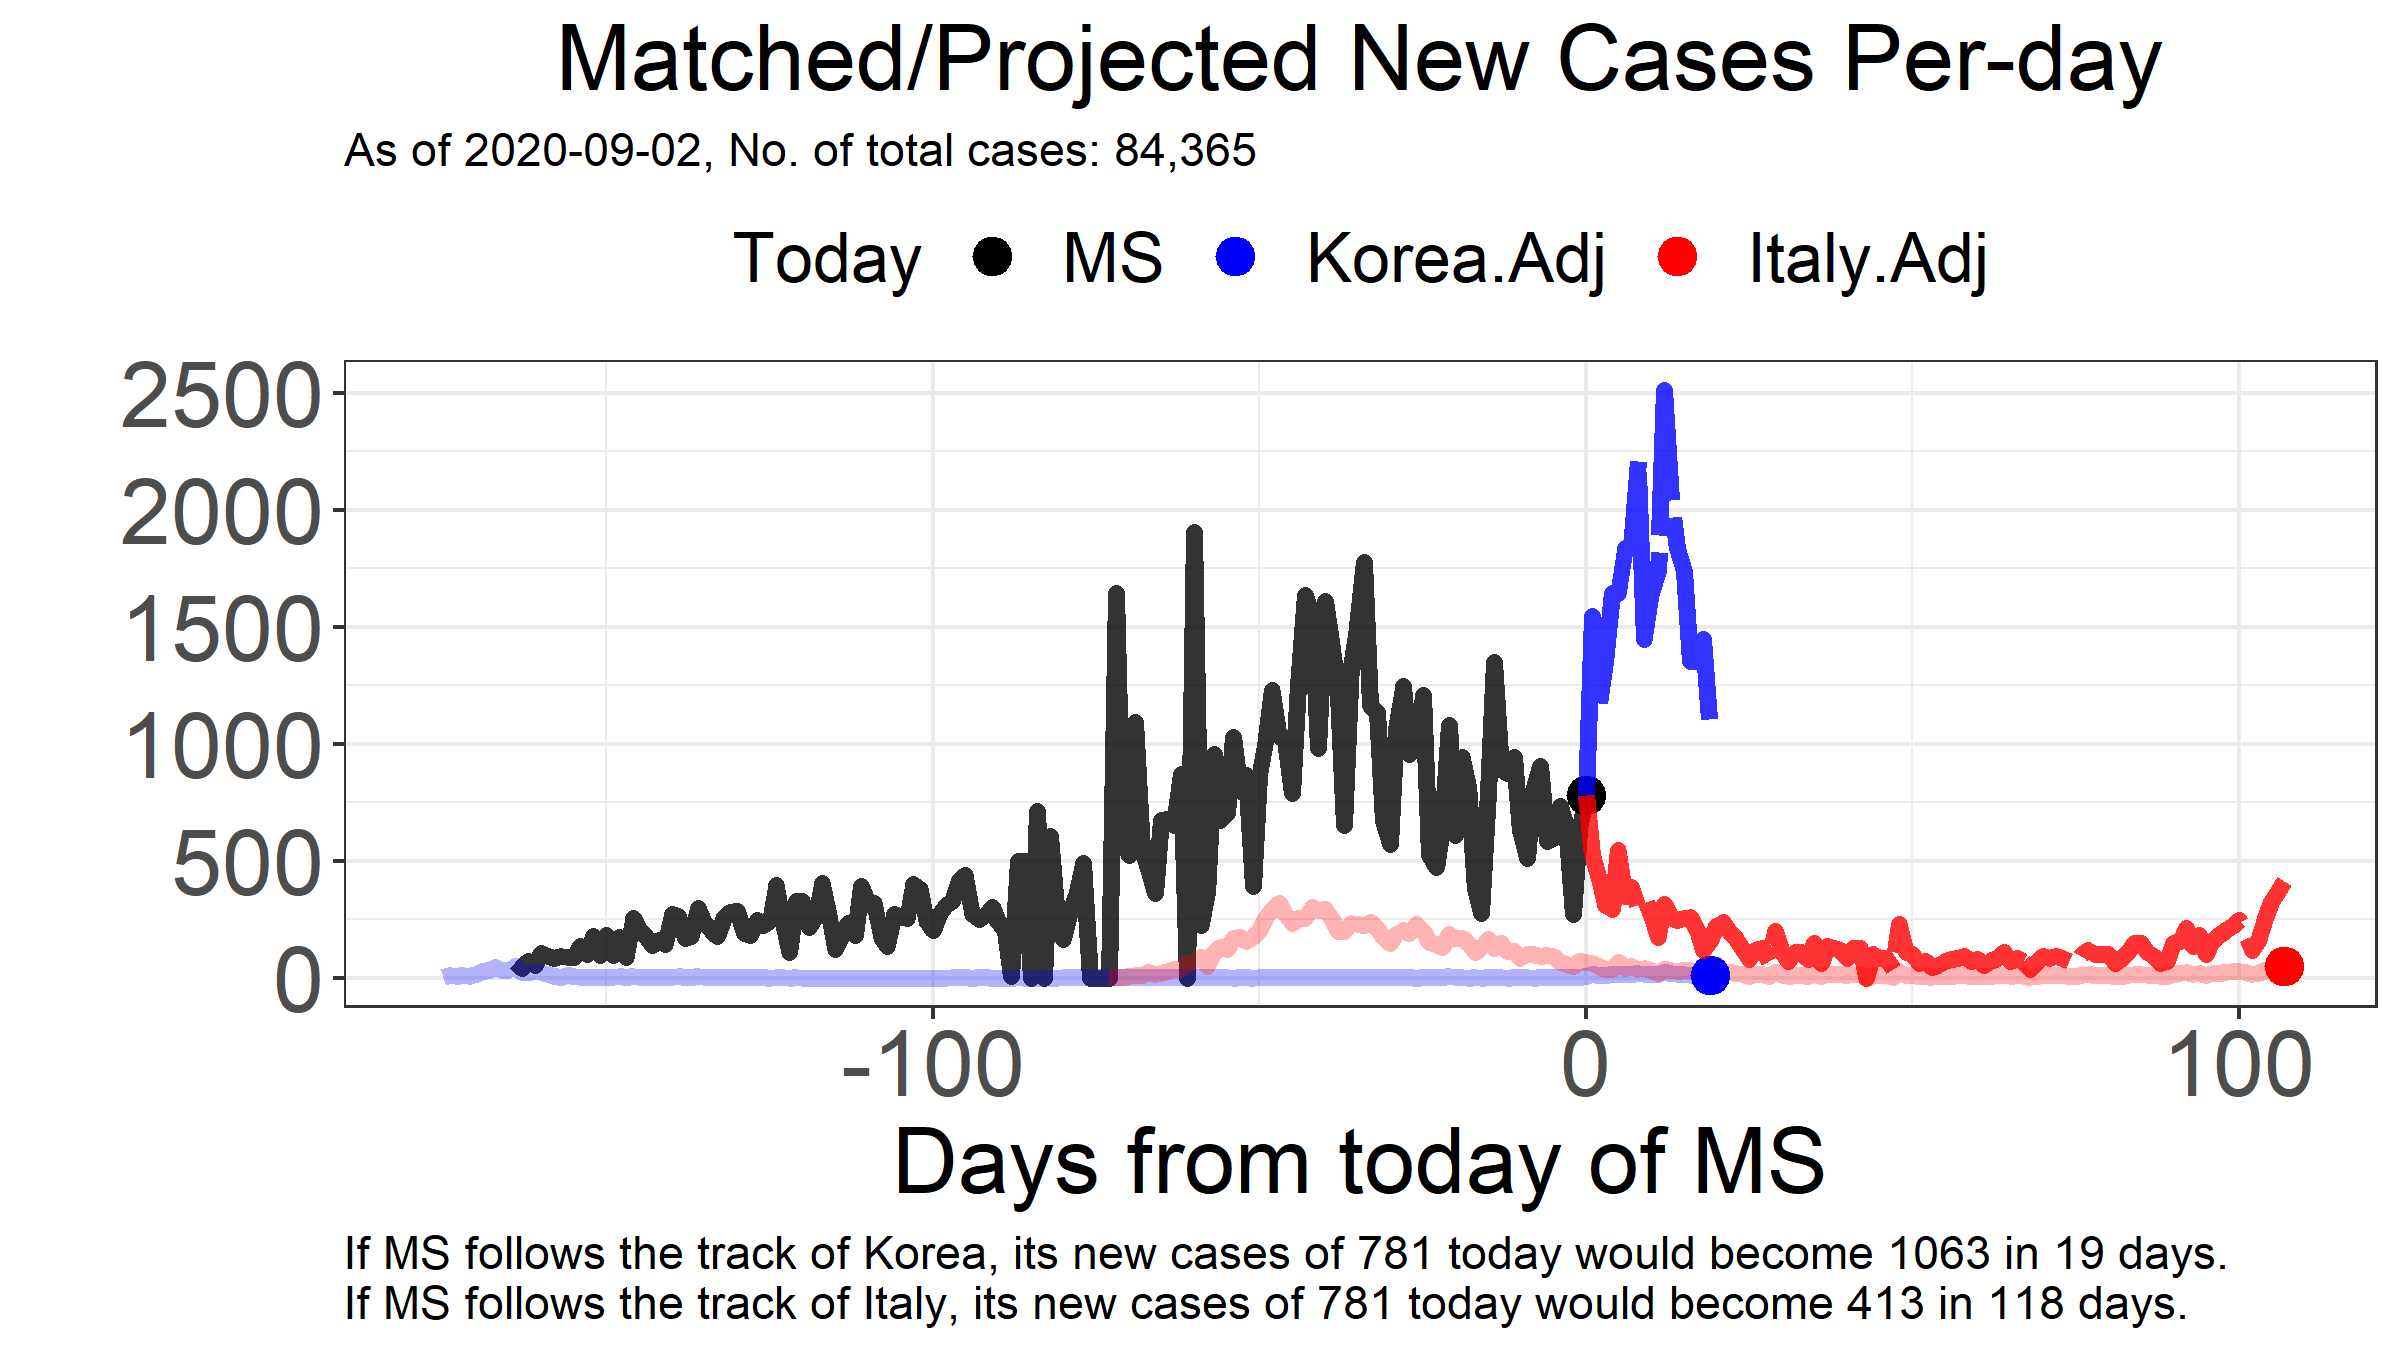 Matched/Projected New Cases Per-day
As of 2020-09-02, No. of total cases: 84,365
Today MS Korea.Adj Italy.Adj
2500
2000
1500
1000
500
0
-100 0 100
Days from today of MS
If MS follows the track of Korea, its new cases of 781 today would become 1063 in 19 days.
If MS follows the track of Italy, its new cases of 781 today would become 413 in 118 days.